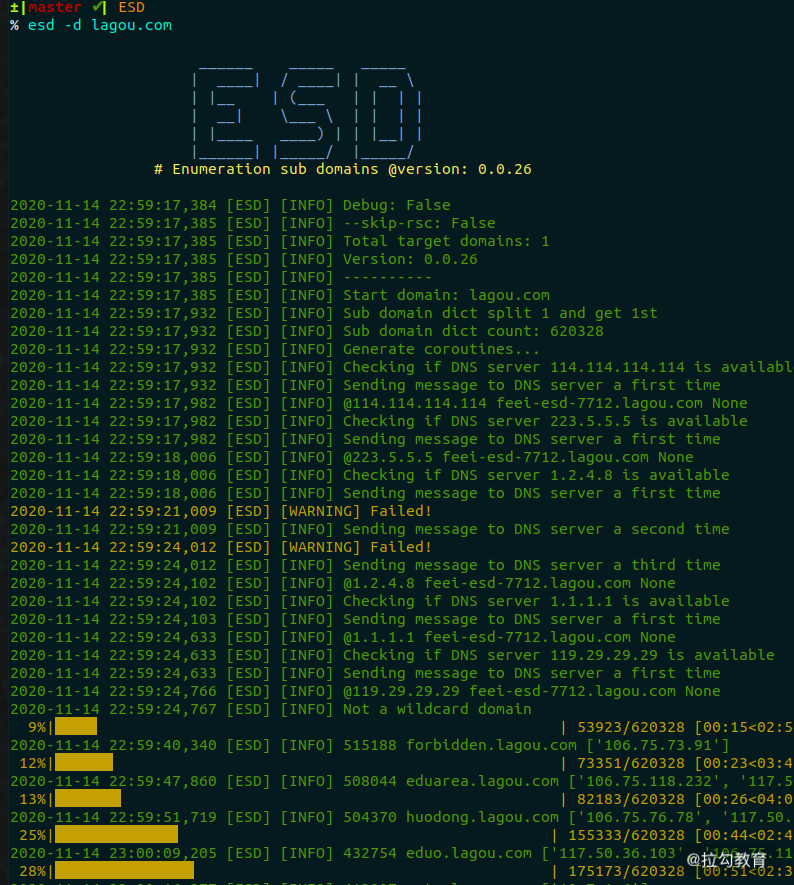 ±|master ✔| ESD
% esd -d lagou.com
ESD
# Enumeration sub domains @version: 0.0.26
2020-11-14 22:59:17,384 [ESD] [INFO] Debug: False
2020-11-14 22:59:17,385 [ESD] [INFO] --skip-rsc: False
2020-11-14 22:59:17,385 [ESD] [INFO] Total target domains: 1
2020-11-14 22:59:17,385 [ESD] [INFO] Version: 0.0.26
2020-11-14 22:59:17,385 [ESD] [INFO] ----------
2020-11-14 22:59:17,385 [ESD] [INFO] Start domain: lagou.com
2020-11-14 22:59:17,932 [ESD] [INFO] Sub domain dict split 1 and get 1st
2020-11-14 22:59:17,932 [ESD] [INFO] Sub domain dict count: 620328
2020-11-14 22:59:17,932 [ESD] [INFO] Generate coroutines...
2020-11-14 22:59:17,932 [ESD] [INFO] Checking if DNS server 114.114.114.114 is availabl
2020-11-14 22:59:17,932 [ESD] [INFO] Sending message to DNS server a first time
2020-11-14 22:59:17,982 [ESD] [INFO] @114.114.114.114 feei-esd-7712.lagou.com None
2020-11-14 22:59:17,982 [ESD] [INFO] Checking if DNS server 223.5.5.5 is available
2020-11-14 22:59:17,982 [ESD] [INFO] Sending message to DNS server a first time
2020-11-14 22:59:18,006 [ESD] [INFO] @223.5.5.5 feei-esd-7712.lagou.com None
2020-11-14 22:59:18,006 [ESD] [INFO] Checking if DNS server 1.2.4.8 is available
2020-11-14 22:59:18,006 [ESD] [INFO] Sending message to DNS server a first time
2020-11-14 22:59:21,009 [ESD] [WARNING] Failed!
2020-11-14 22:59:21,009 [ESD] [INFO] Sending message to DNS server a second time
2020-11-14 22:59:24,012 [ESD] [WARNING] Failed!
2020-11-14 22:59:24,012 [ESD] [INFO] Sending message to DNS server a third time
2020-11-14 22:59:24,102 [ESD] [INFO] @1.2.4.8 feei-esd-7712.lagou.com None
2020-11-14 22:59:24,102 [ESD] [INFO] Checking if DNS server 1.1.1.1 is available
2020-11-14 22:59:24,103 [ESD] [INFO] Sending message to DNS server a first time
2020-11-14 22:59:24,633 [ESD] [INFO] @1.1.1.1 feei-esd-7712.lagou.com None
2020-11-14 22:59:24,633 [ESD] [INFO] Checking if DNS server 119.29.29.29 is available
2020-11-14 22:59:24,633 [ESD] [INFO] Sending message to DNS server a first time
2020-11-14 22:59:24,766 [ESD] [INFO] @119.29.29.29 feei-esd-7712.lagou.com None
2020-11-14 22:59:24,767 [ESD] [INFO] Not a wildcard domain
9%| | 53923/620328 [00:15<02:5
2020-11-14 22:59:40,340 [ESD] [INFO] 515188 forbidden.lagou.com ['106.75.73.91']
12%| | 73351/620328 [00:23<03:4
2020-11-14 22:59:47,860 [ESD] [INFO] 508044 eduarea.lagou.com ['106.75.118.232', '117.5
13%| | 82183/620328 [00:26<04:0
2020-11-14 22:59:51,719 [ESD] [INFO] 504370 huodong.lagou.com ['106.75.76.78', '117.50.
25%| | 155333/620328 [00:44<02:4
2020-11-14 23:00:09,205 [ESD] [INFO] 432754 eduo.lagou.com ['117.50.36.103', '106.75.11
28%| | 175173/620328 [00:51<02:3
@拉勾教育